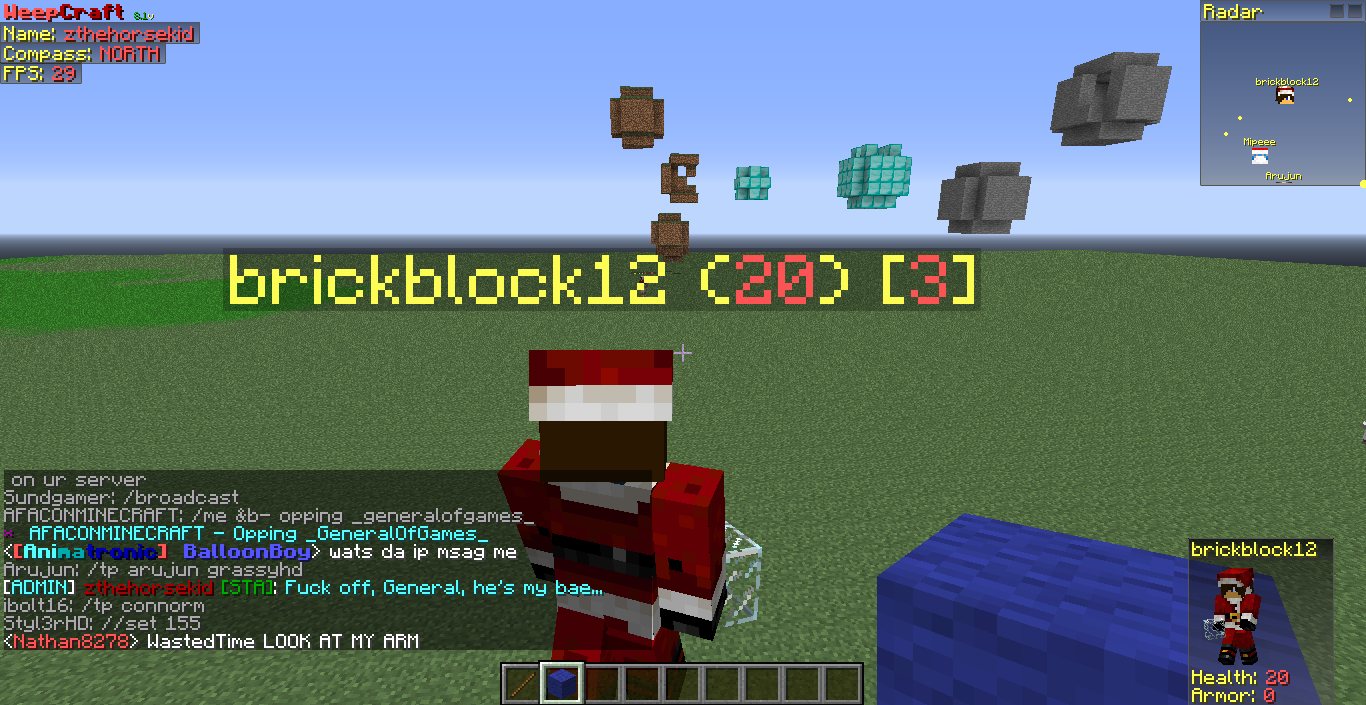 WeepCraft 8.1v
Name: zthehorsekid
Compass: NORTH
FPS: 29
Radar
brickblock12
Mipeee
Arujun
brickblock12 (20) [3]
on ur server
Sundgamer: /broadcast
AFACONMINECRAFT: /me &b- opping _generalofgames_
* AFACONMINECRAFT - Opping _GeneralOfGames_
<[Animatronic] BalloonBoy> wats da ip msag me
Arujun: /tp arujun grassyhd
[ADMIN] zthehorsekid [STA]: Fuck off, General, he's my bae...
ibolt16: /tp connorm
Styl3rHD: //set 155
<Nathan8278> WastedTime LOOK AT MY ARM
brickblock12
Health: 20
Armor: 0